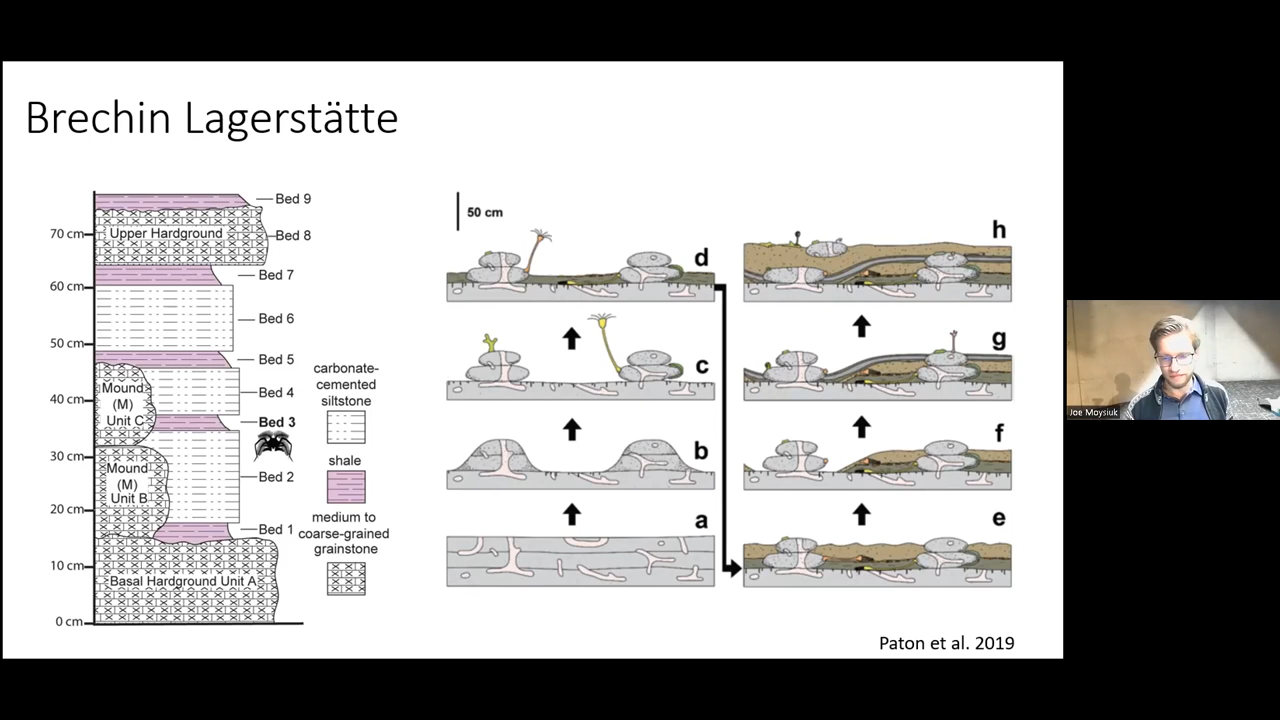 Brechin Lagerstätte
70 cm
60 cm
50 cm
40 cm
30 cm
20 cm
10 cm
0 cm
Upper Hardground
Mound
(M)
Unit C
Mound
(M)
Unit B
Basal Hardground Unit A
Bed 9
Bed 8
Bed 7
Bed 6
Bed 5
Bed 4
Bed 3
Bed 2
Bed 1
carbonate-
cemented
siltstone
shale
medium to
coarse-grained
grainstone
50 cm
d
c
b
a
h
g
f
e
Paton et al. 2019
Joe Moysiuk